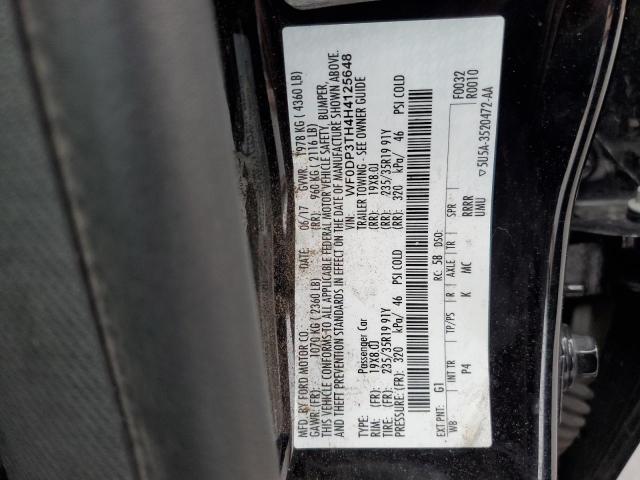 MFD. BY FORD MOTOR CO. DATE: 06/17 GVWR: 1978 KG ( 4360 LB)
GAWR: (FR): 1070 KG ( 2360 LB) (RR): 960 KG ( 2116 LB)
THIS VEHICLE CONFORMS TO ALL APPLICABLE FEDERAL MOTOR VEHICLE SAFETY, BUMPER,
AND THEFT PREVENTION STANDARDS IN EFFECT ON THE DATE OF MANUFACTURE SHOWN ABOVE.
VIN: WF0DP3TH4H4125648
TYPE: Passenger Car TRAILER TOWING - SEE OWNER GUIDE
RIM: (FR): 19X8.0J (RR): 19X8.0J
TIRE: (FR): 235/35R19 91Y (RR): 235/35R19 91Y
PRESSURE: (FR): 320 kPa/ 46 PSI COLD (RR): 320 kPa/ 46 PSI COLD
EXT PNT: G1 RC: 5B DSO: F0032
R0010
WB INT TR TP/PS R AXLE TR SPR
P4 K MC RRRR
UMU
▽ 5U5A-3520472-AA